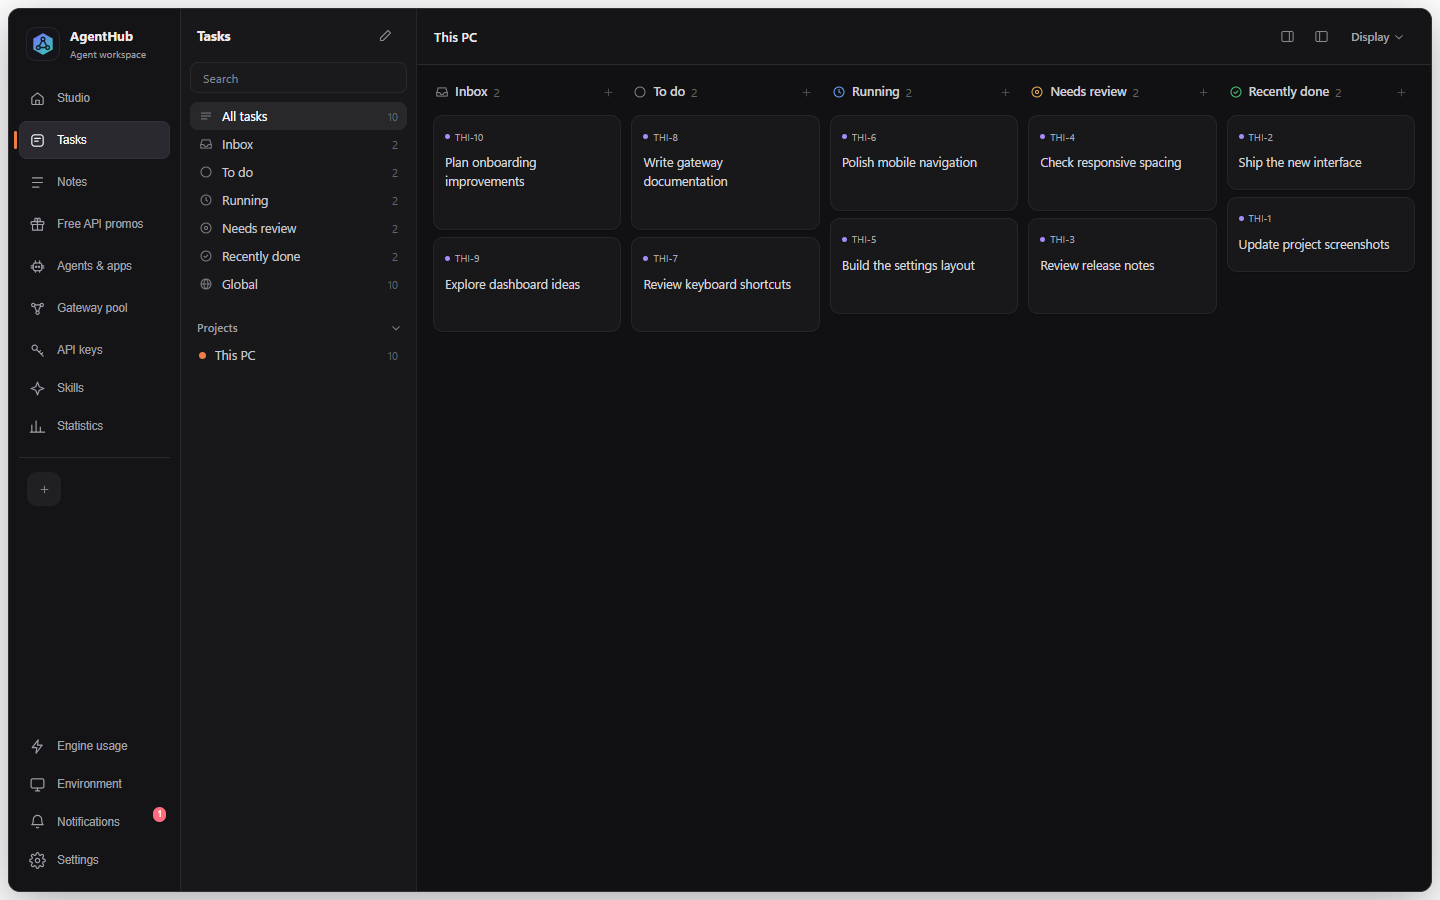 AgentHub
Agent workspace
Studio
Tasks
Notes
Free API promos
Agents & apps
Gateway pool
API keys
Skills
Statistics
+
Engine usage
Environment
Notifications
1
Settings
Tasks
Search
All tasks 10
Inbox 2
To do 2
Running 2
Needs review 2
Recently done 2
Global 10
Projects
This PC 10
This PC
Display
Inbox 2 +
THI-10
Plan onboarding
improvements
THI-9
Explore dashboard ideas
To do 2 +
THI-8
Write gateway
documentation
THI-7
Review keyboard shortcuts
Running 2 +
THI-6
Polish mobile navigation
THI-5
Build the settings layout
Needs review 2 +
THI-4
Check responsive spacing
THI-3
Review release notes
Recently done 2 +
THI-2
Ship the new interface
THI-1
Update project screenshots